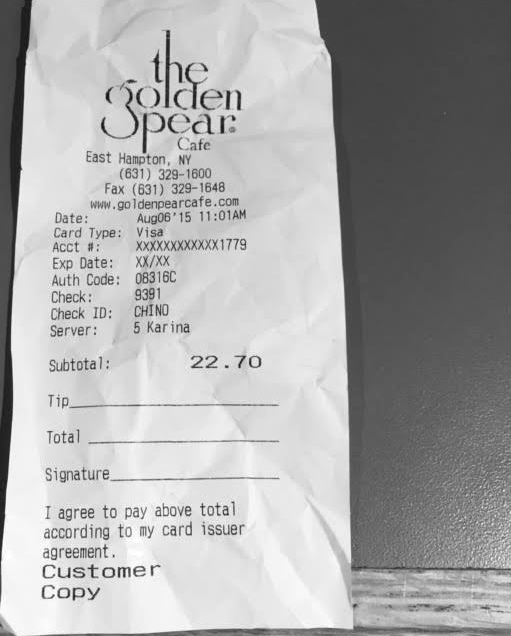 the
golden
pear®
Cafe
East Hampton, NY
(631) 329-1600
Fax (631) 329-1648
www.goldenpearcafe.com
Date: Aug06'15 11:01AM
Card Type: Visa
Acct #: XXXXXXXXXXXX1779
Exp Date: XX/XX
Auth Code: 08316C
Check: 9391
Check ID: CHINO
Server: 5 Karina
Subtotal: 22.70
Tip
Total
Signature
I agree to pay above total
according to my card issuer
agreement.
Customer
Copy